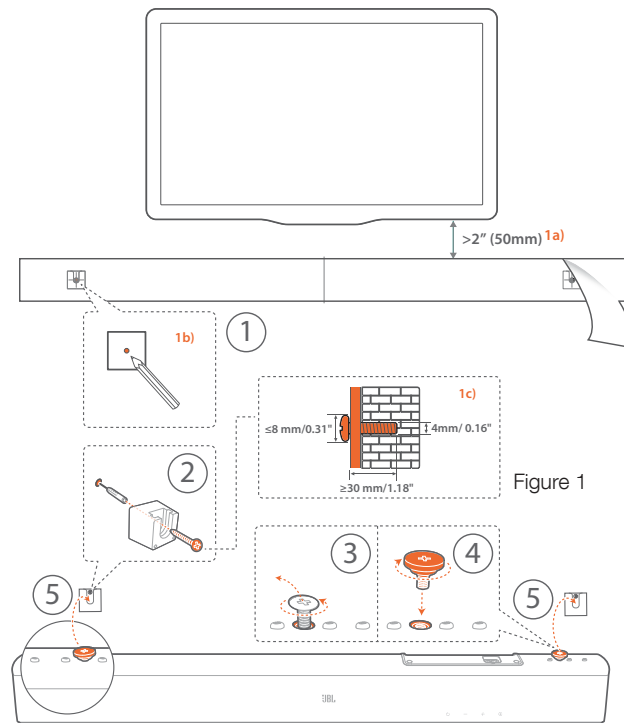 >2” (50mm) 1a)
1b)
1
1c)
≤8 mm/0.31"
4mm/ 0.16"
≥30 mm/1.18"
2
Figure 1
3
4
5
5
JBL